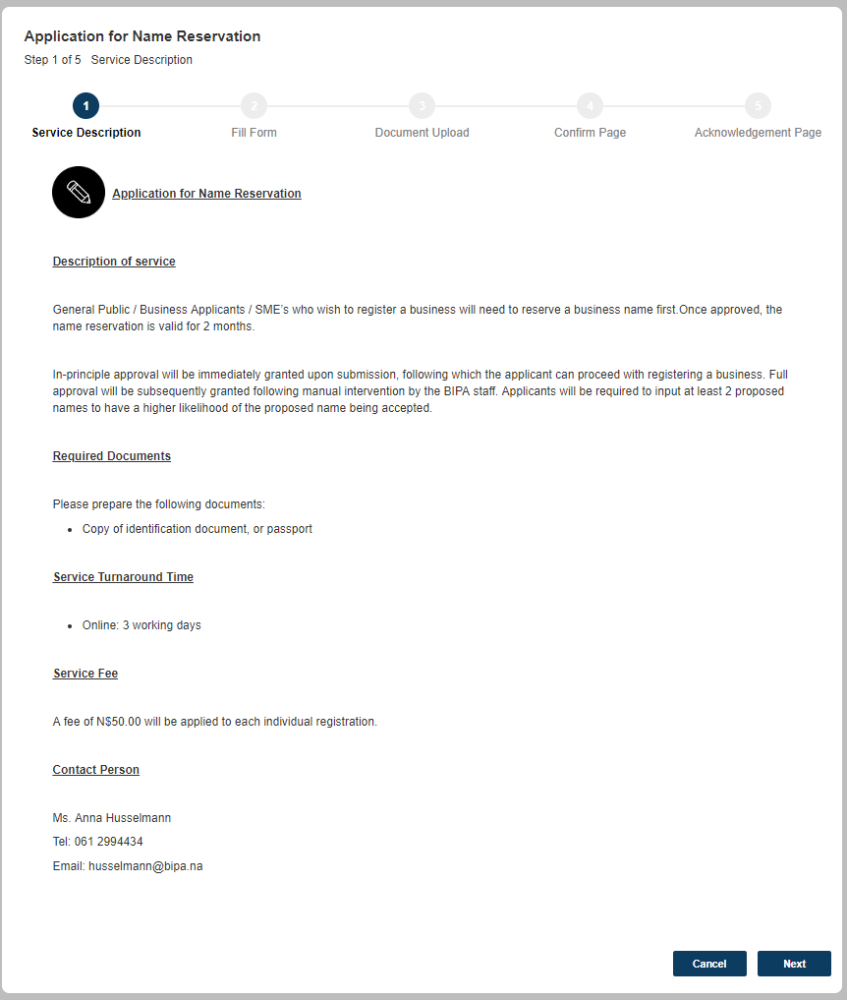 Application for Name Reservation
Step 1 of 5 Service Description
1
2
3
4
5
Service Description
Fill Form
Document Upload
Confirm Page
Acknowledgement Page
Application for Name Reservation
Description of service
General Public / Business Applicants / SME's who wish to register a business will need to reserve a business name first.Once approved, the
name reservation is valid for 2 months.
In-principle approval will be immediately granted upon submission, following which the applicant can proceed with registering a business. Full
approval will be subsequently granted following manual intervention by the BIPA staff. Applicants will be required to input at least 2 proposed
names to have a higher likelihood of the proposed name being accepted.
Required Documents
Please prepare the following documents:
• Copy of identification document, or passport
Service Turnaround Time
• Online: 3 working days
Service Fee
A fee of N$50.00 will be applied to each individual registration.
Contact Person
Ms. Anna Husselmann
Tel: 061 2994434
Email: husselmann@bipa.na
Cancel
Next